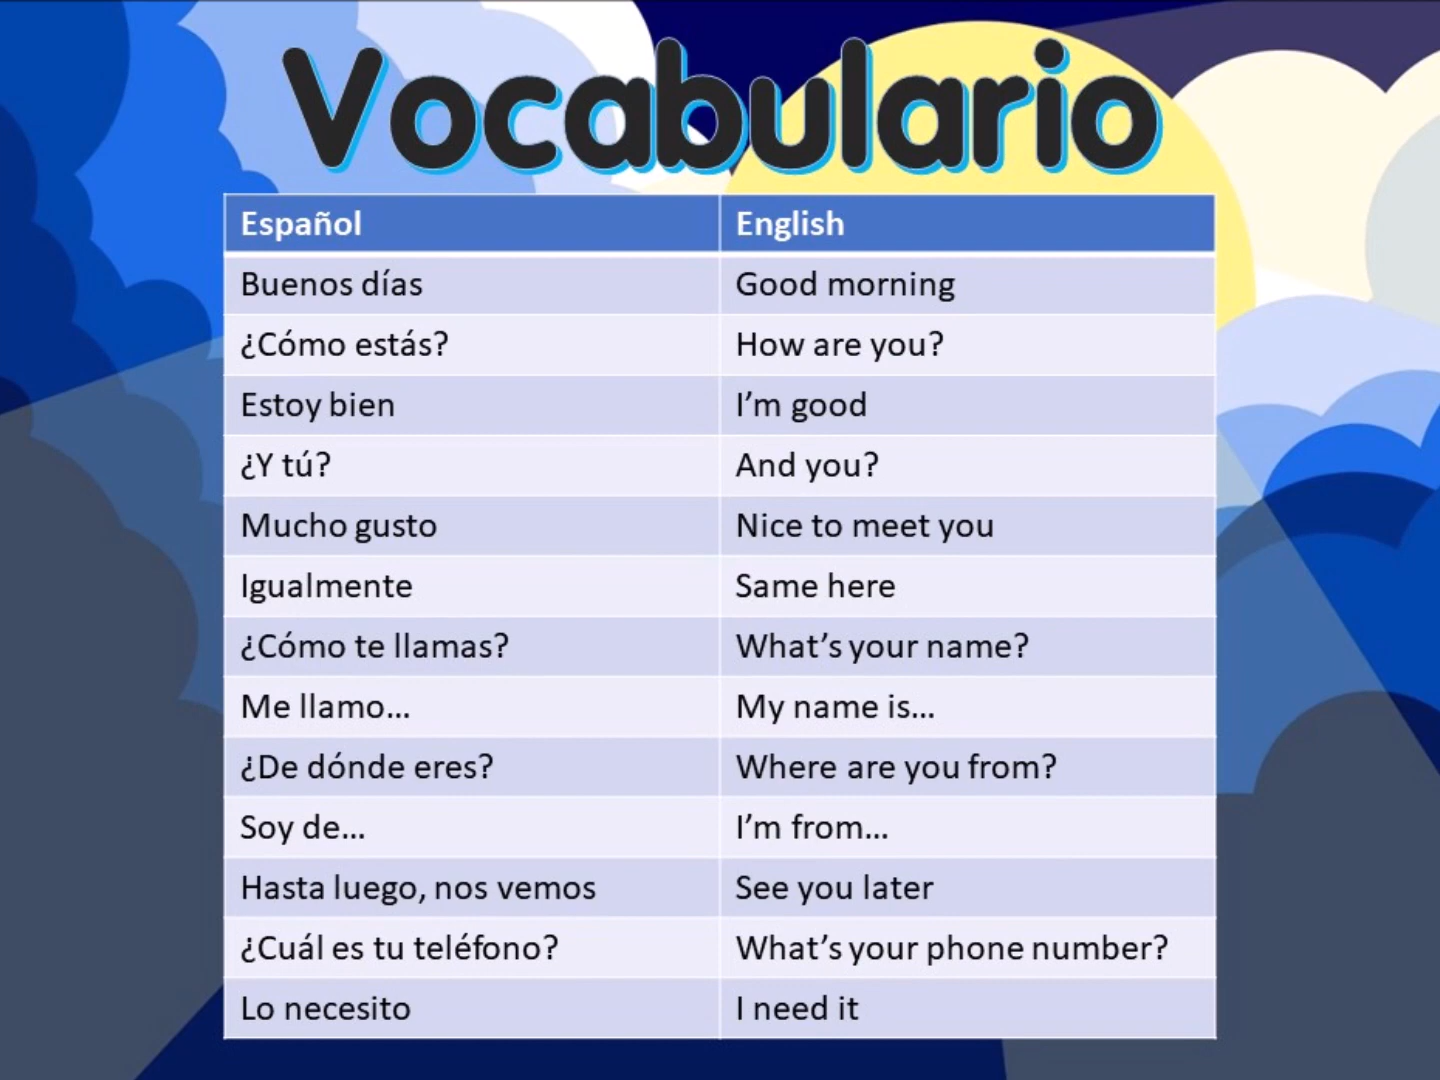 Vocabulario
Español English
Buenos días Good morning
¿Cómo estás? How are you?
Estoy bien I’m good
¿Y tú? And you?
Mucho gusto Nice to meet you
Igualmente Same here
¿Cómo te llamas? What’s your name?
Me llamo... My name is...
¿De dónde eres? Where are you from?
Soy de... I’m from...
Hasta luego, nos vemos See you later
¿Cuál es tu teléfono? What’s your phone number?
Lo necesito I need it